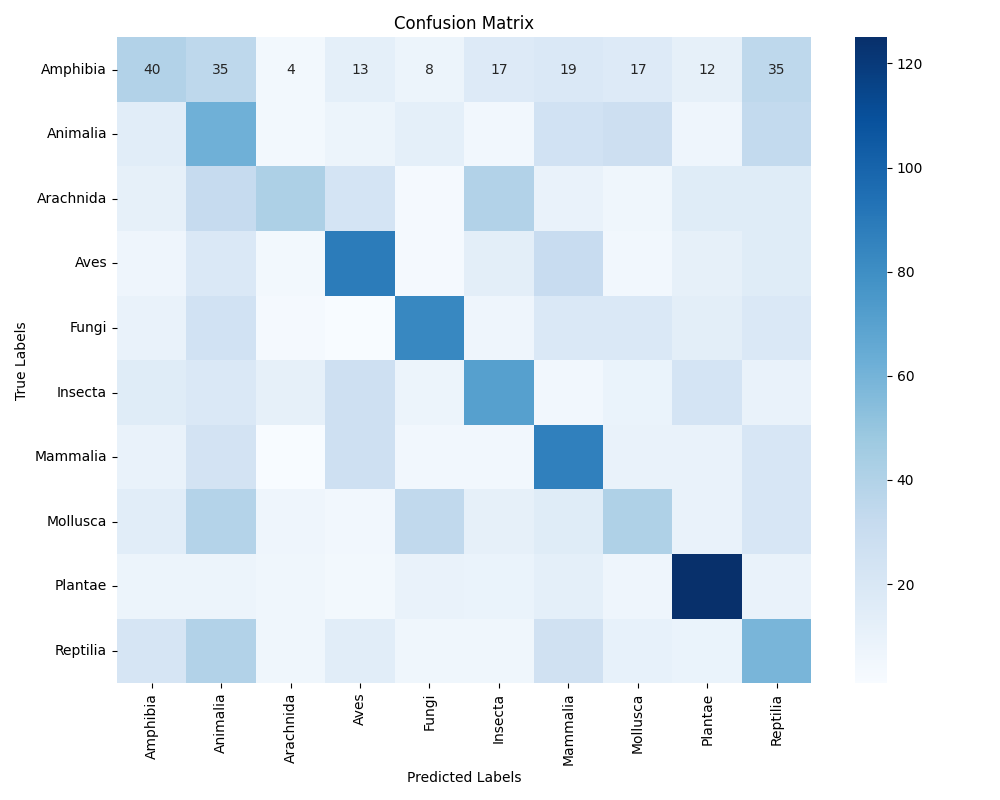 Confusion Matrix
Amphibia 40 35 4 13 8 17 19 17 12 35
Animalia
Arachnida
Aves
Fungi
Insecta
Mammalia
Mollusca
Plantae
Reptilia
True Labels
Amphibia Animalia Arachnida Aves Fungi Insecta Mammalia Mollusca Plantae Reptilia
Predicted Labels
120
100
80
60
40
20